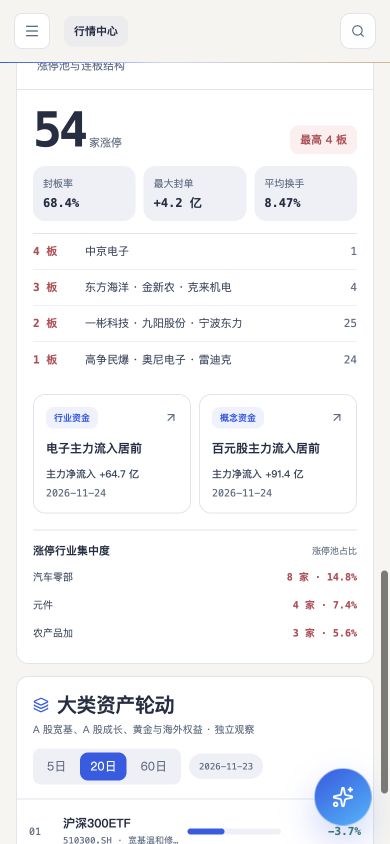 行情中心
涨停池与连板结构
54 家涨停
最高 4 板
封板率
68.4%
最大封单
+4.2 亿
平均换手
8.47%
4 板 中京电子 1
3 板 东方海洋 · 金新农 · 克来机电 4
2 板 一彬科技 · 九阳股份 · 宁波东力 25
1 板 高争民爆 · 奥尼电子 · 雷迪克 24
行业资金
电子主力流入居前
主力净流入 +64.7 亿
2026-11-24
概念资金
百元股主力流入居前
主力净流入 +91.4 亿
2026-11-24
涨停行业集中度 涨停池占比
汽车零部 8 家 · 14.8%
元件 4 家 · 7.4%
农产品加 3 家 · 5.6%
大类资产轮动
A 股宽基、A 股成长、黄金与海外权益 · 独立观察
5日 20日 60日 2026-11-23
01 沪深300ETF −3.7%
510300.SH · 宽基温和修…